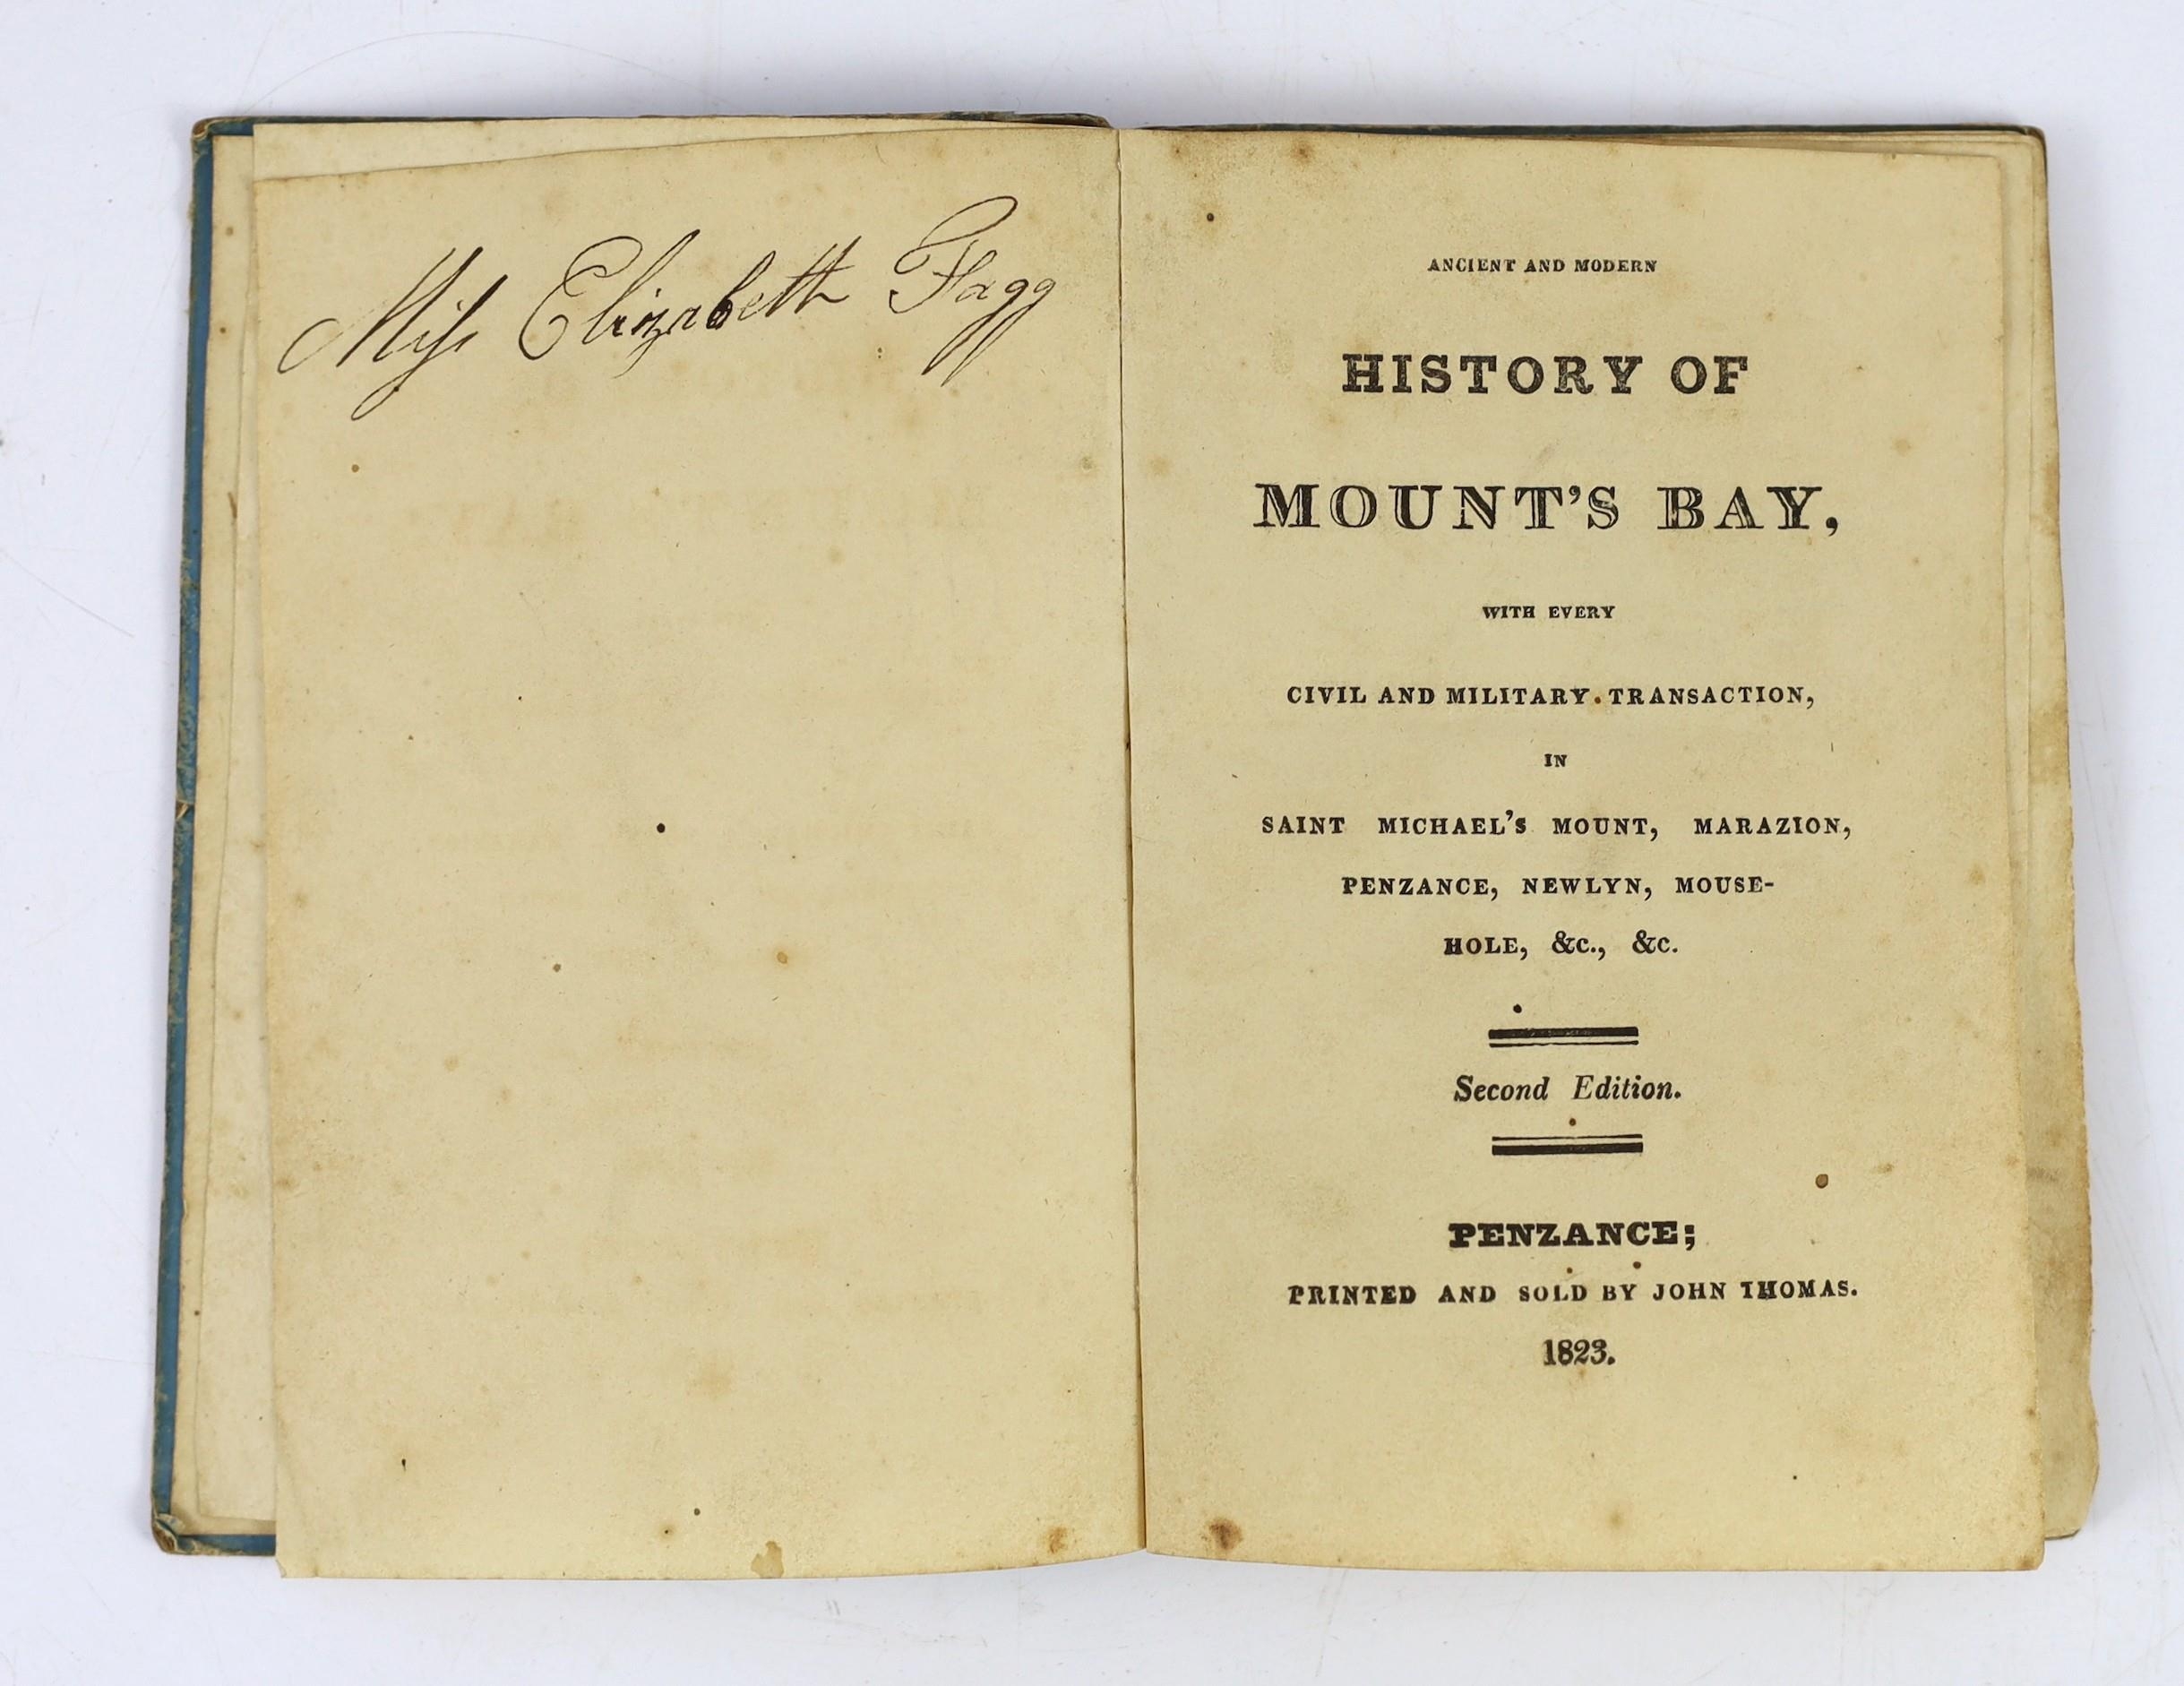 Miſs Elizabeth Fagg
ANCIENT AND MODERN
HISTORY OF
MOUNT'S BAY,
WITH EVERY
CIVIL AND MILITARY TRANSACTION,
IN
SAINT MICHAEL'S MOUNT, MARAZION,
PENZANCE, NEWLYN, MOUSE-
HOLE, &c., &c.
Second Edition.
PENZANCE;
PRINTED AND SOLD BY JOHN THOMAS.
1823.